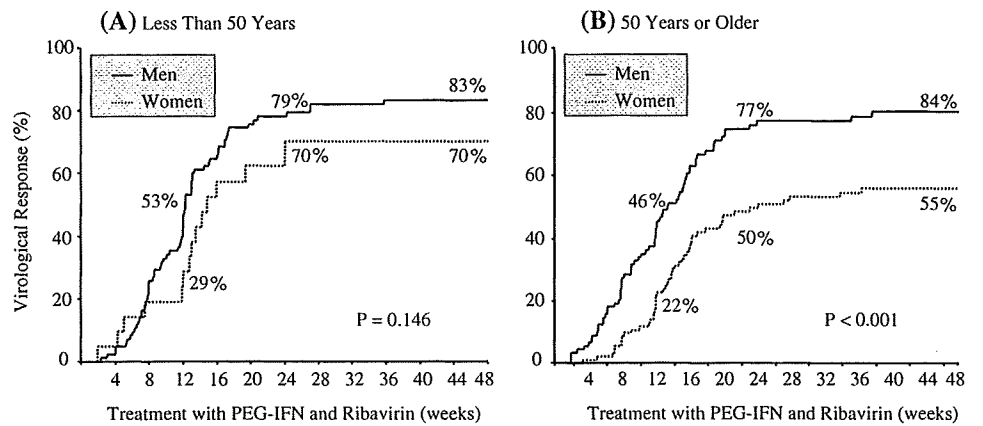 (A) Less Than 50 Years
Virological Response (%)
100
80
60
40
20
0
Men
Women
53%
79%
83%
29%
70%
70%
P = 0.146
4 8 12 16 20 24 28 32 36 40 44 48
Treatment with PEG-IFN and Ribavirin (weeks)
(B) 50 Years or Older
100
80
60
40
20
0
Men
Women
46%
77%
84%
22%
50%
55%
P < 0.001
4 8 12 16 20 24 28 32 36 40 44 48
Treatment with PEG-IFN and Ribavirin (weeks)